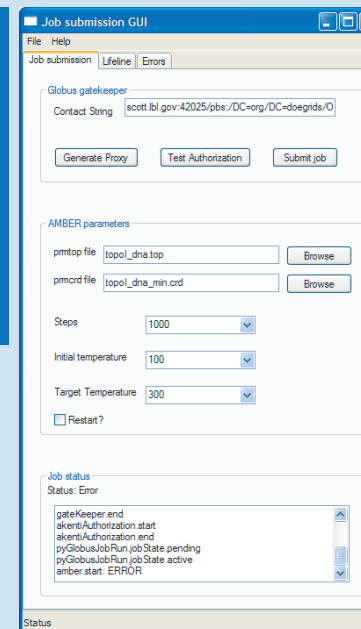 Job submission GUI
File Help
Job submission Lifeline Errors
Globus gatekeeper
Contact String scott.lbl.gov:42025/pbs:/DC=org/DC=doegrids/O
Generate Proxy Test Authorization Submit job
AMBER parameters
pmtop file topol_dna.top Browse
pmcrd file topol_dna_min.crd Browse
Steps 1000
Initial temperature 100
Target Temperature 300
Restart?
Job status
Status: Error
gateKeeper.end
akentiAuthorization.start
akentiAuthorization.end
pyGlobusJobRun.jobState.pending
pyGlobusJobRun.jobState.active
amber.start: ERROR
Status